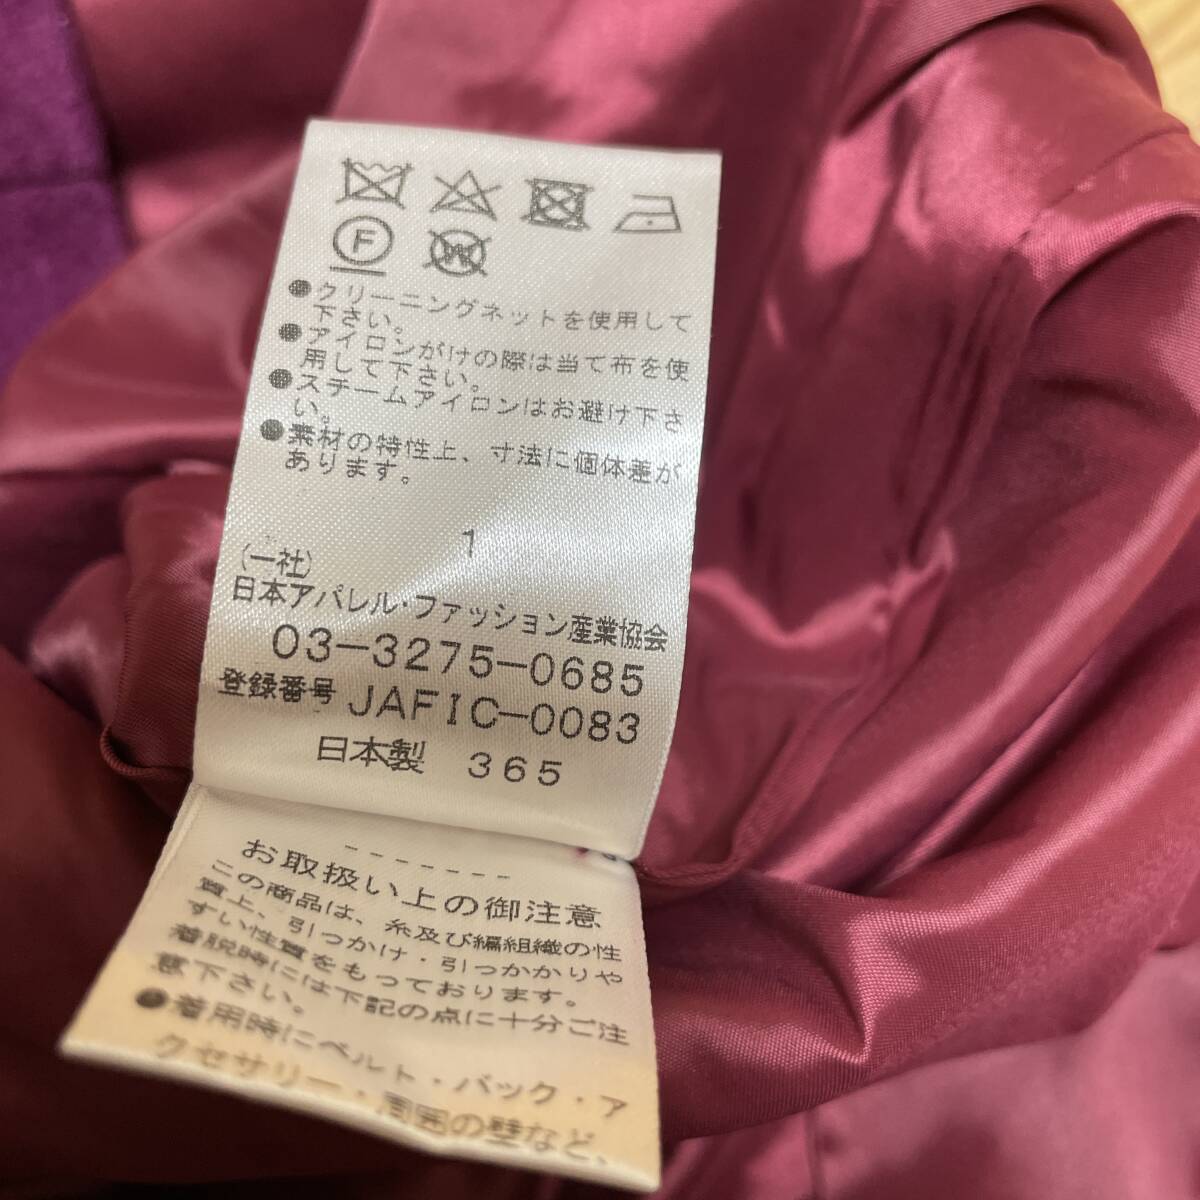 F W
●クリーニングネットを使用して
下さい。
●アイロンがけの際は当て布を使
用して下さい。
●スチームアイロンはお避け下さ
い。
●素材の特性上、寸法に個体差が
あります。
1
(一社)
日本アパレル・ファッション産業協会
03-3275-0685
登録番号 JAFIC-0083
日本製 365
-------
お取扱い上の御注意
この商品は、糸及び編組織の性
質上、引つかけ・引つかかりや
すい性質をもっております。
着脱時には下記の点に十分ご注
意下さい。
●着用時にベルト・バック・ア
クセサリー・周囲の壁など、